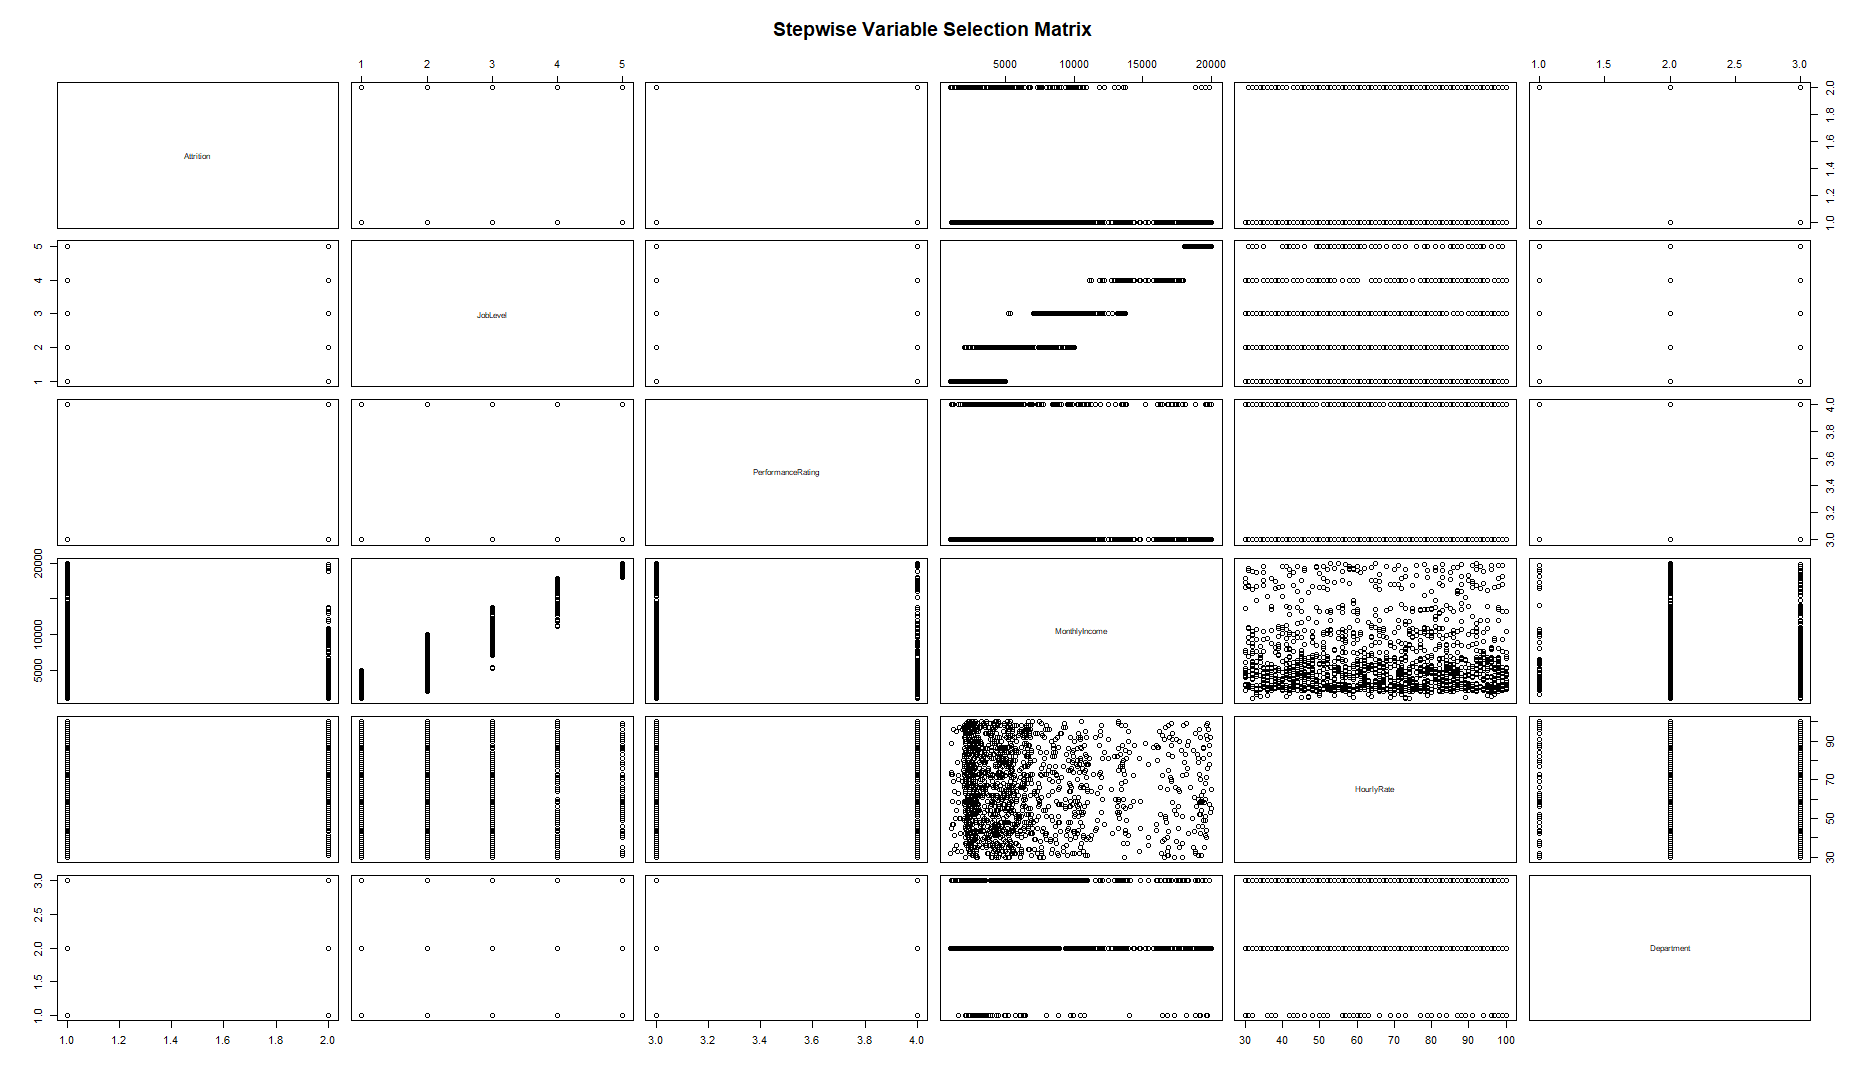 Stepwise Variable Selection Matrix
1 2 3 4 5
5000 10000 15000 20000
1.0 1.5 2.0 2.5 3.0
Attrition
1.0 1.2 1.4 1.6 1.8 2.0
1 2 3 4 5
JobLevel
PerformanceRating
3.0 3.2 3.4 3.6 3.8 4.0
5000 10000 20000
MonthlyIncome
HourlyRate
30 50 70 90
1.0 1.5 2.0 2.5 3.0
Department
1.0 1.2 1.4 1.6 1.8 2.0
3.0 3.2 3.4 3.6 3.8 4.0
30 40 50 60 70 80 90 100